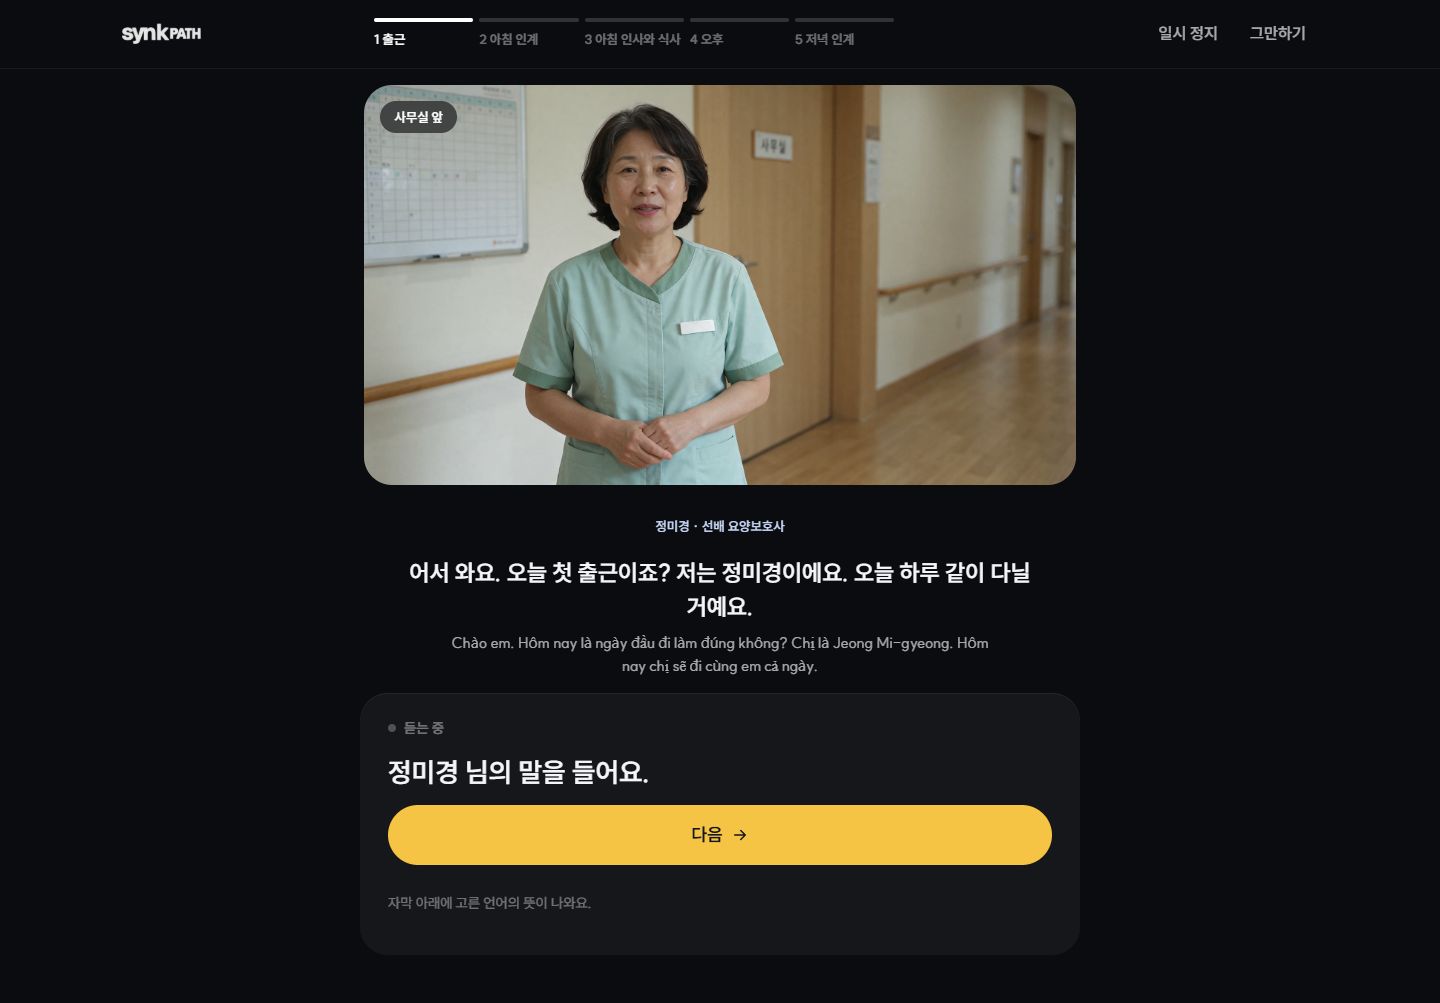 synkPATH
1 출근
2 아침 인계
3 아침 인사와 식사
4 오후
5 저녁 인계
일시 정지
그만하기
사무실 앞
사무실
정미경 · 선배 요양보호사
어서 와요. 오늘 첫 출근이죠? 저는 정미경이에요. 오늘 하루 같이 다닐
거예요.
Chào em. Hôm nay là ngày đầu đi làm đúng không? Chị là Jeong Mi-gyeong. Hôm
nay chị sẽ đi cùng em cả ngày.
듣는 중
정미경 님의 말을 들어요.
다음 →
자막 아래에 고른 언어의 뜻이 나와요.